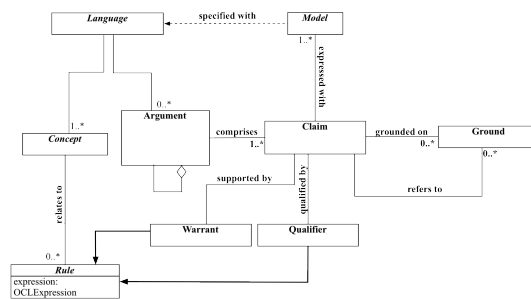 Language
specified with
Model
1..*
expressed with
0..*
1..*
Concept
Argument
comprises
1..*
Claim
grounded on
0..*
Ground
0..*
refers to
supported by
qualified by
relates to
Warrant
Qualifier
0..*
Rule
expression:
OCLExpression